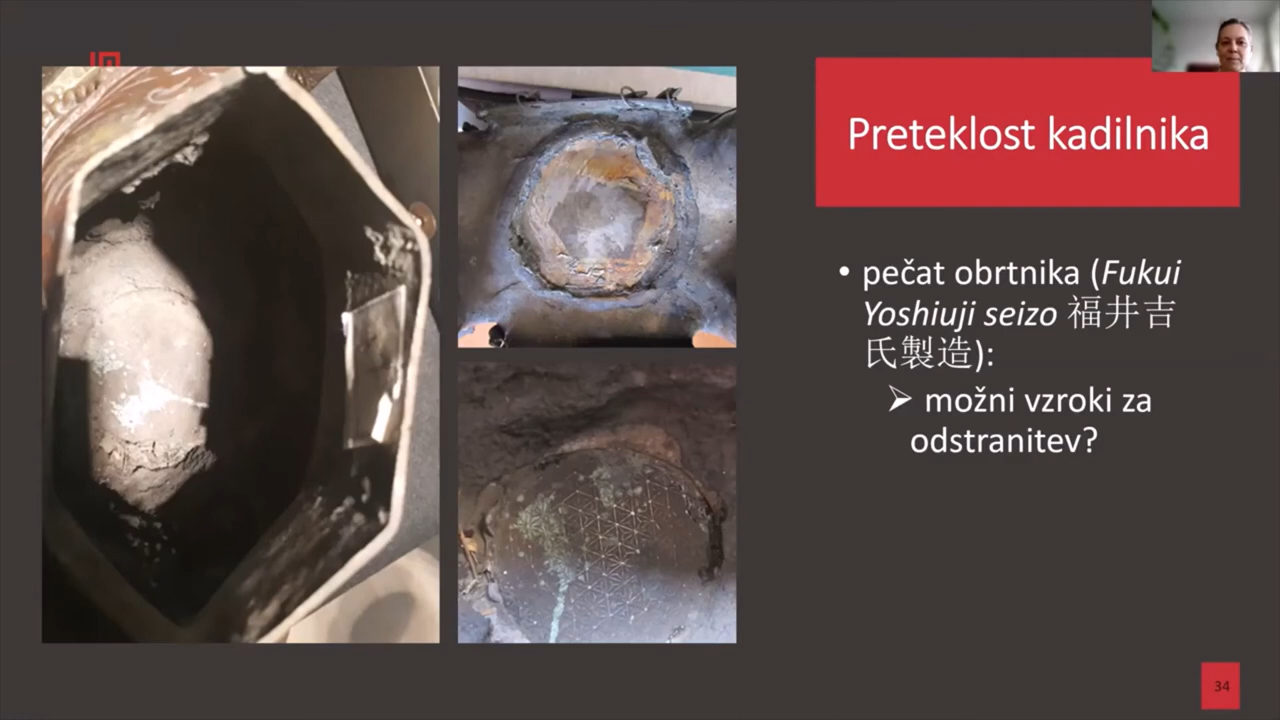 Preteklost kadilnika
• pečat obrtnika (Fukui
Yoshiuji seizo 福井吉
氏製造):
➢ možni vzroki za
odstranitev?
34